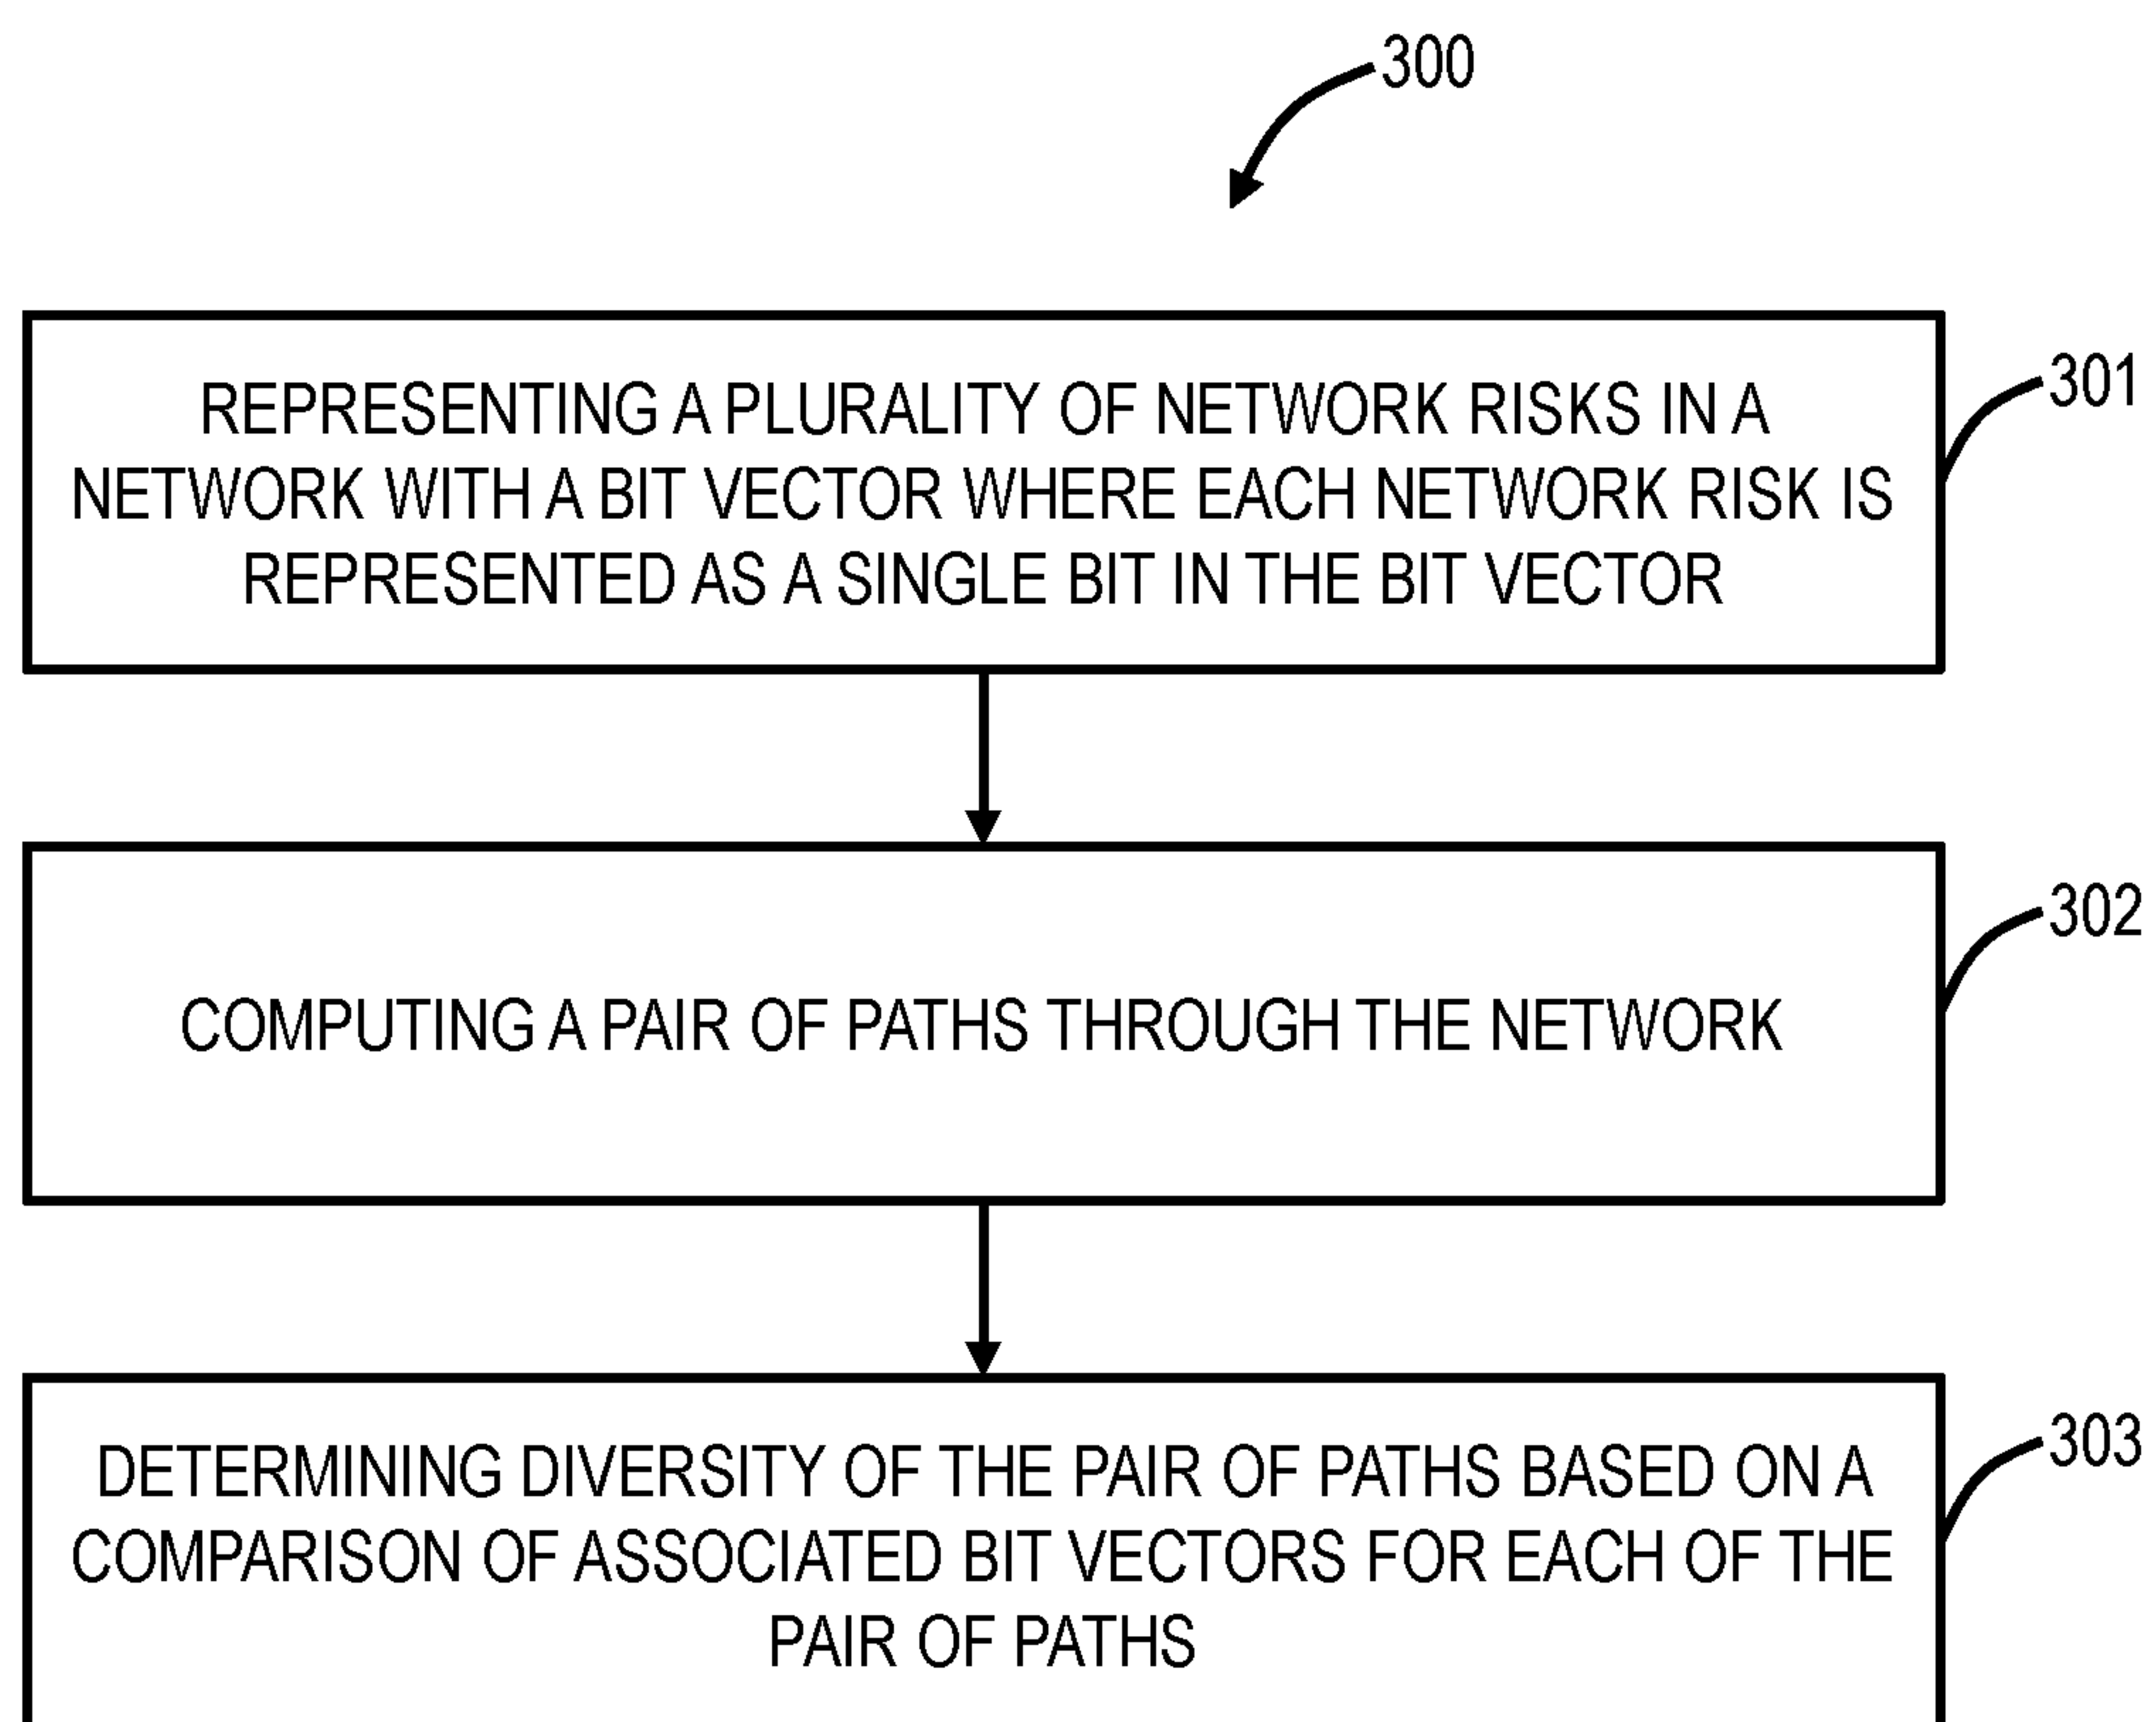 300
REPRESENTING A PLURALITY OF NETWORK RISKS IN A
NETWORK WITH A BIT VECTOR WHERE EACH NETWORK RISK IS
REPRESENTED AS A SINGLE BIT IN THE BIT VECTOR
301
COMPUTING A PAIR OF PATHS THROUGH THE NETWORK
302
DETERMINING DIVERSITY OF THE PAIR OF PATHS BASED ON A
COMPARISON OF ASSOCIATED BIT VECTORS FOR EACH OF THE
PAIR OF PATHS
303